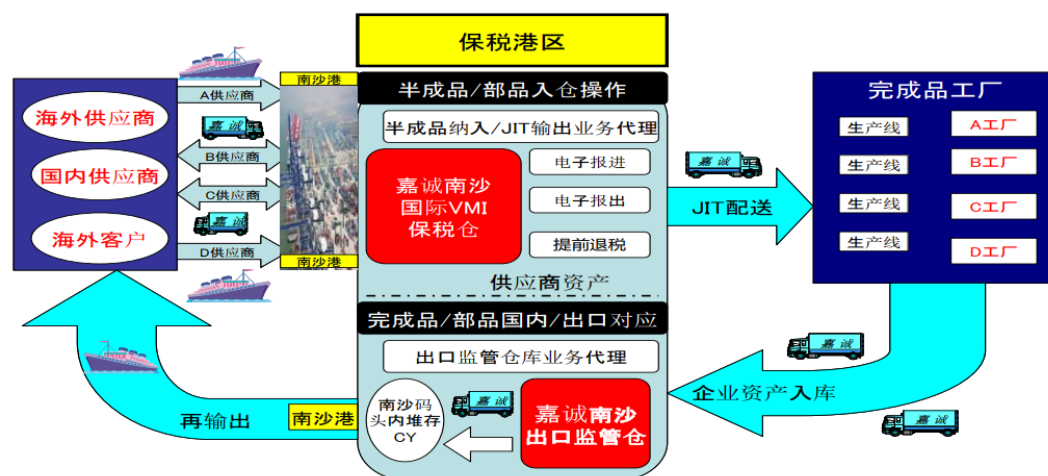 保税港区
海外供应商
国内供应商
海外客户
A供应商
嘉诚
B供应商
C供应商
嘉诚
D供应商
南沙港
南沙港
半成品/部品入仓操作
半成品纳入/JIT输出业务代理
嘉诚南沙
国际VMI
保税仓
电子报进
电子报出
提前退税
供应商资产
完成品/部品国内/出口对应
出口监管仓库业务代理
南沙码
头内堆存
CY
嘉诚
嘉诚南沙
出口监管仓
嘉诚
JIT配送
完成品工厂
生产线
A工厂
生产线
B工厂
生产线
C工厂
生产线
D工厂
嘉诚
企业资产入库
嘉诚
再输出
南沙港